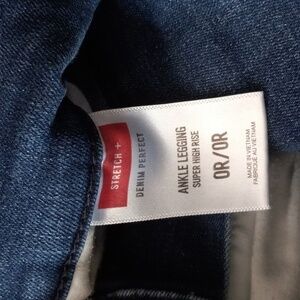 STRETCH +
DENIM PERFECT
ANKLE LEGGING
SUPER HIGH RISE
0R/0R
MADE IN VIETNAM
FABRIQUÉ AU VIETNAM